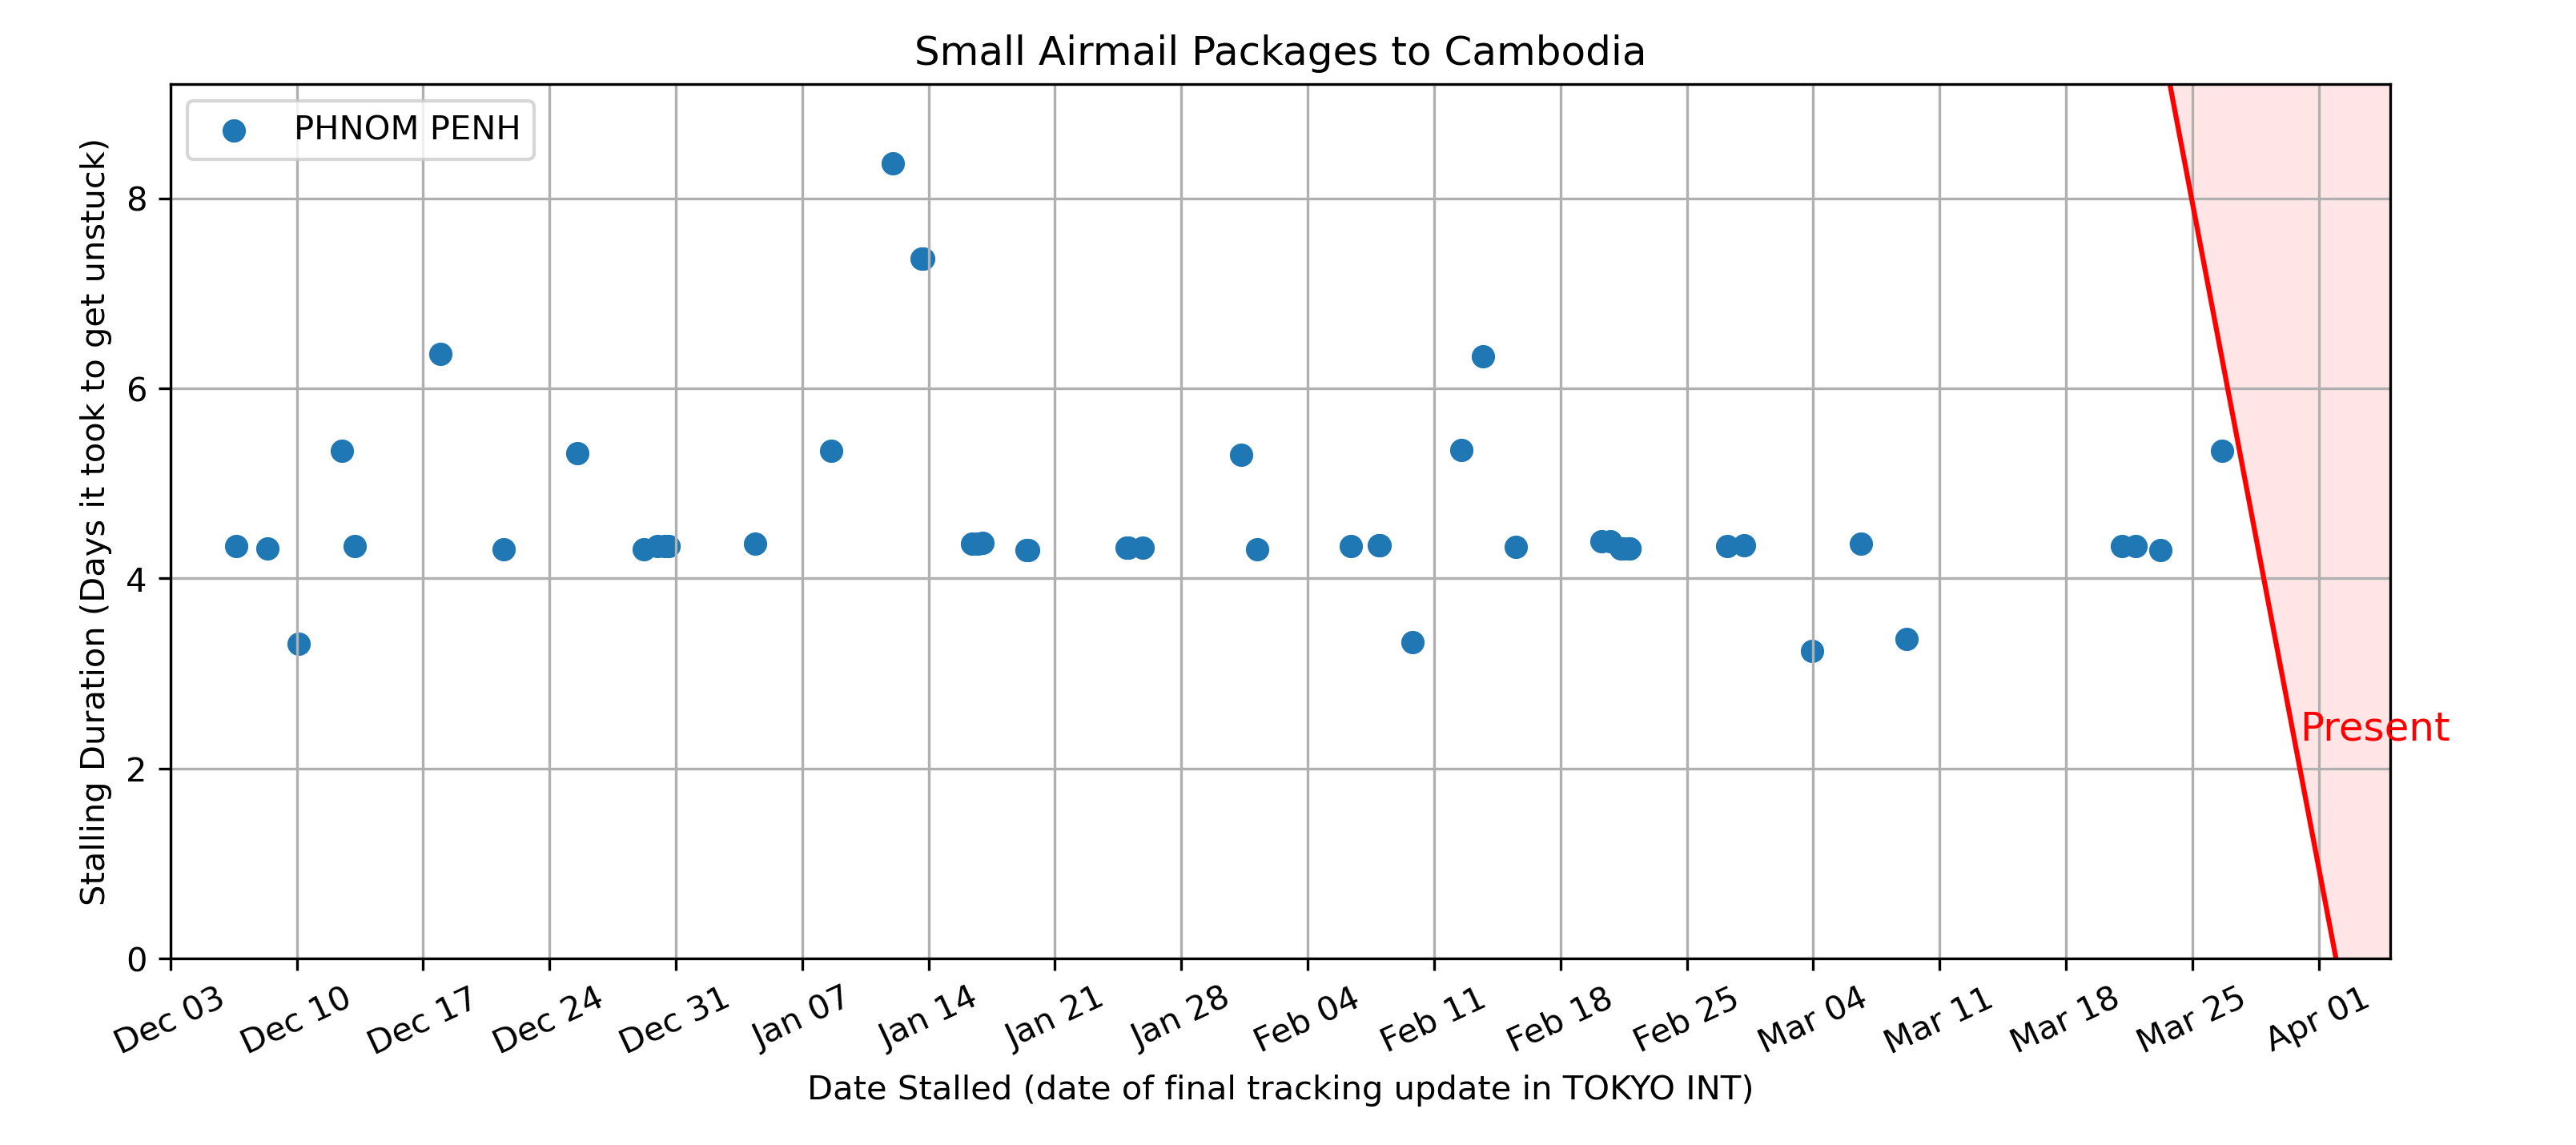 Small Airmail Packages to Cambodia
PHNOM PENH
Stalling Duration (Days it took to get unstuck)
8
6
4
2
0
Present
Dec 03
Dec 10
Dec 17
Dec 24
Dec 31
Jan 07
Jan 14
Jan 21
Jan 28
Feb 04
Feb 11
Feb 18
Feb 25
Mar 04
Mar 11
Mar 18
Mar 25
Apr 01
Date Stalled (date of final tracking update in TOKYO INT)